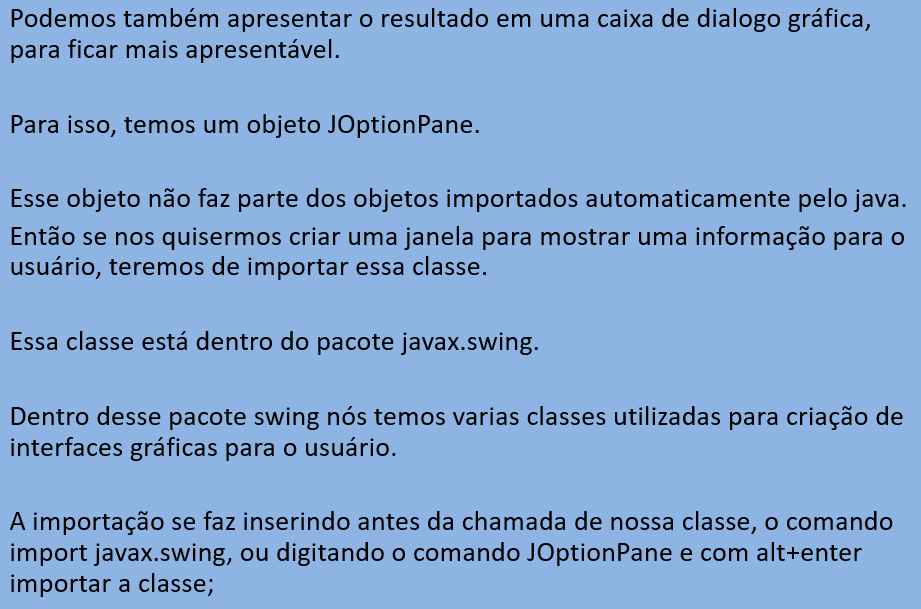 Podemos também apresentar o resultado em uma caixa de dialogo gráfica,
para ficar mais apresentável.
Para isso, temos um objeto JOptionPane.
Esse objeto não faz parte dos objetos importados automaticamente pelo java.
Então se nos quisermos criar uma janela para mostrar uma informação para o
usuário, teremos de importar essa classe.
Essa classe está dentro do pacote javax.swing.
Dentro desse pacote swing nós temos varias classes utilizadas para criação de
interfaces gráficas para o usuário.
A importação se faz inserindo antes da chamada de nossa classe, o comando
import javax.swing, ou digitando o comando JOptionPane e com alt+enter
importar a classe;